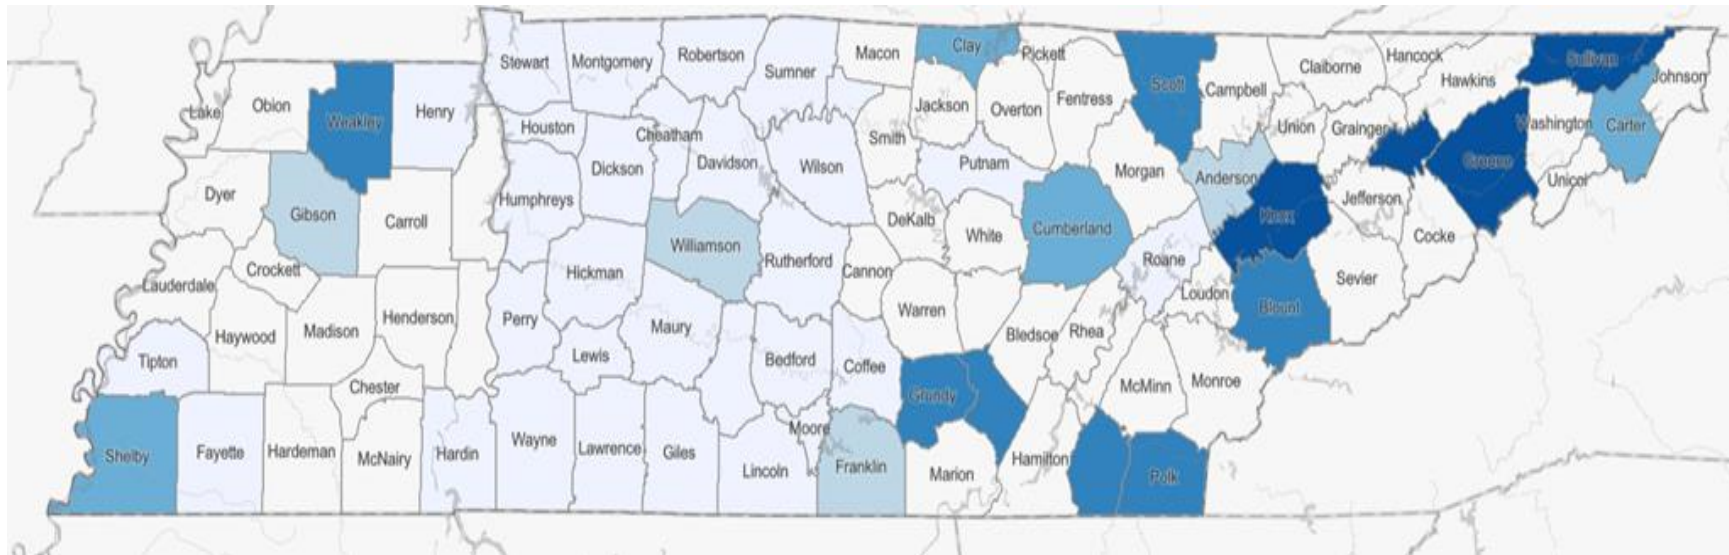 Stewart
Montgomery
Robertson
Sumner
Macon
Clay
Pickett
Scott
Campbell
Claiborne
Hancock
Hawkins
Sullivan
Johnson
Lake
Obion
Weakley
Henry
Houston
Cheatham
Dickson
Davidson
Wilson
Smith
Jackson
Overton
Fentress
Putnam
Morgan
Anderson
Union
Grainger
Greene
Washington
Carter
Unicoi
Dyer
Gibson
Carroll
Humphreys
Williamson
Rutherford
DeKalb
White
Cumberland
Roane
Knox
Jefferson
Cocke
Sevier
Lauderdale
Crockett
Hickman
Cannon
Warren
Loudon
Blount
Haywood
Madison
Henderson
Perry
Maury
Lewis
Bedford
Coffee
Bledsoe
Rhea
Tipton
Chester
Grundy
McMinn
Monroe
Shelby
Fayette
Hardeman
McNairy
Hardin
Wayne
Lawrence
Giles
Moore
Lincoln
Franklin
Marion
Hamilton
Polk